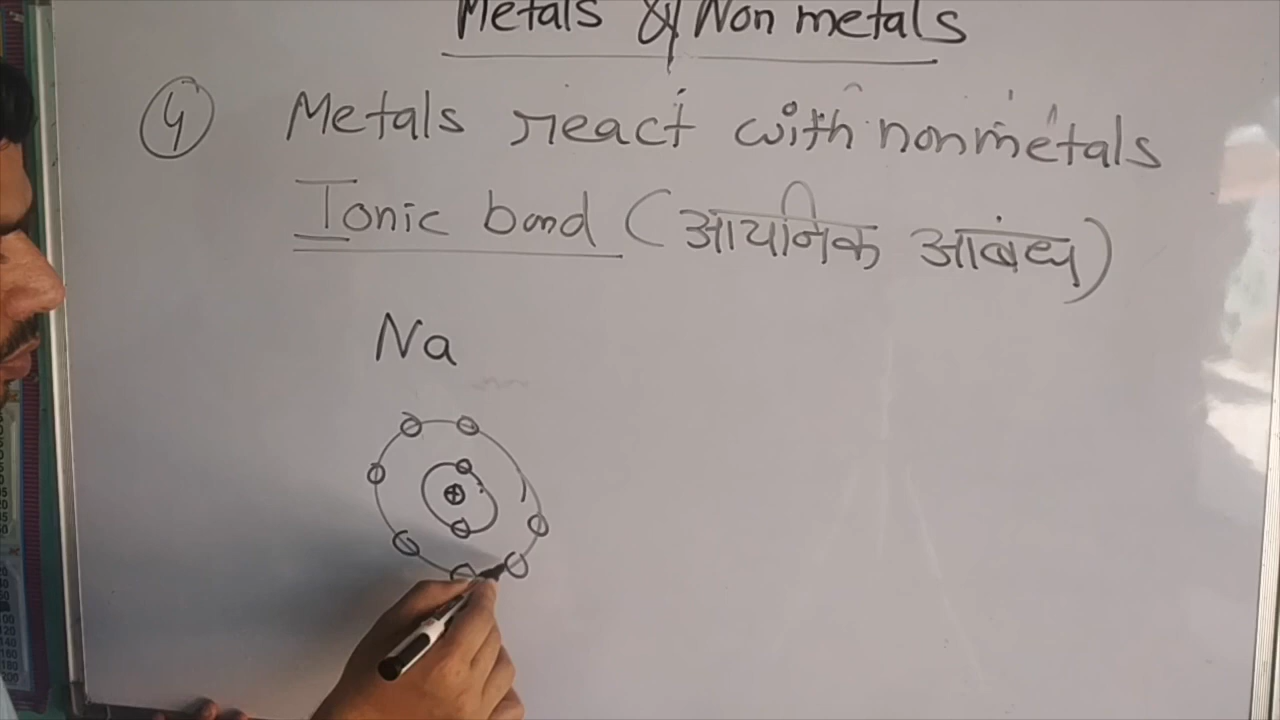 Metals & Non metals
4 Metals react with nonmetals
Ionic bond (आयनिक आबंध)
Na